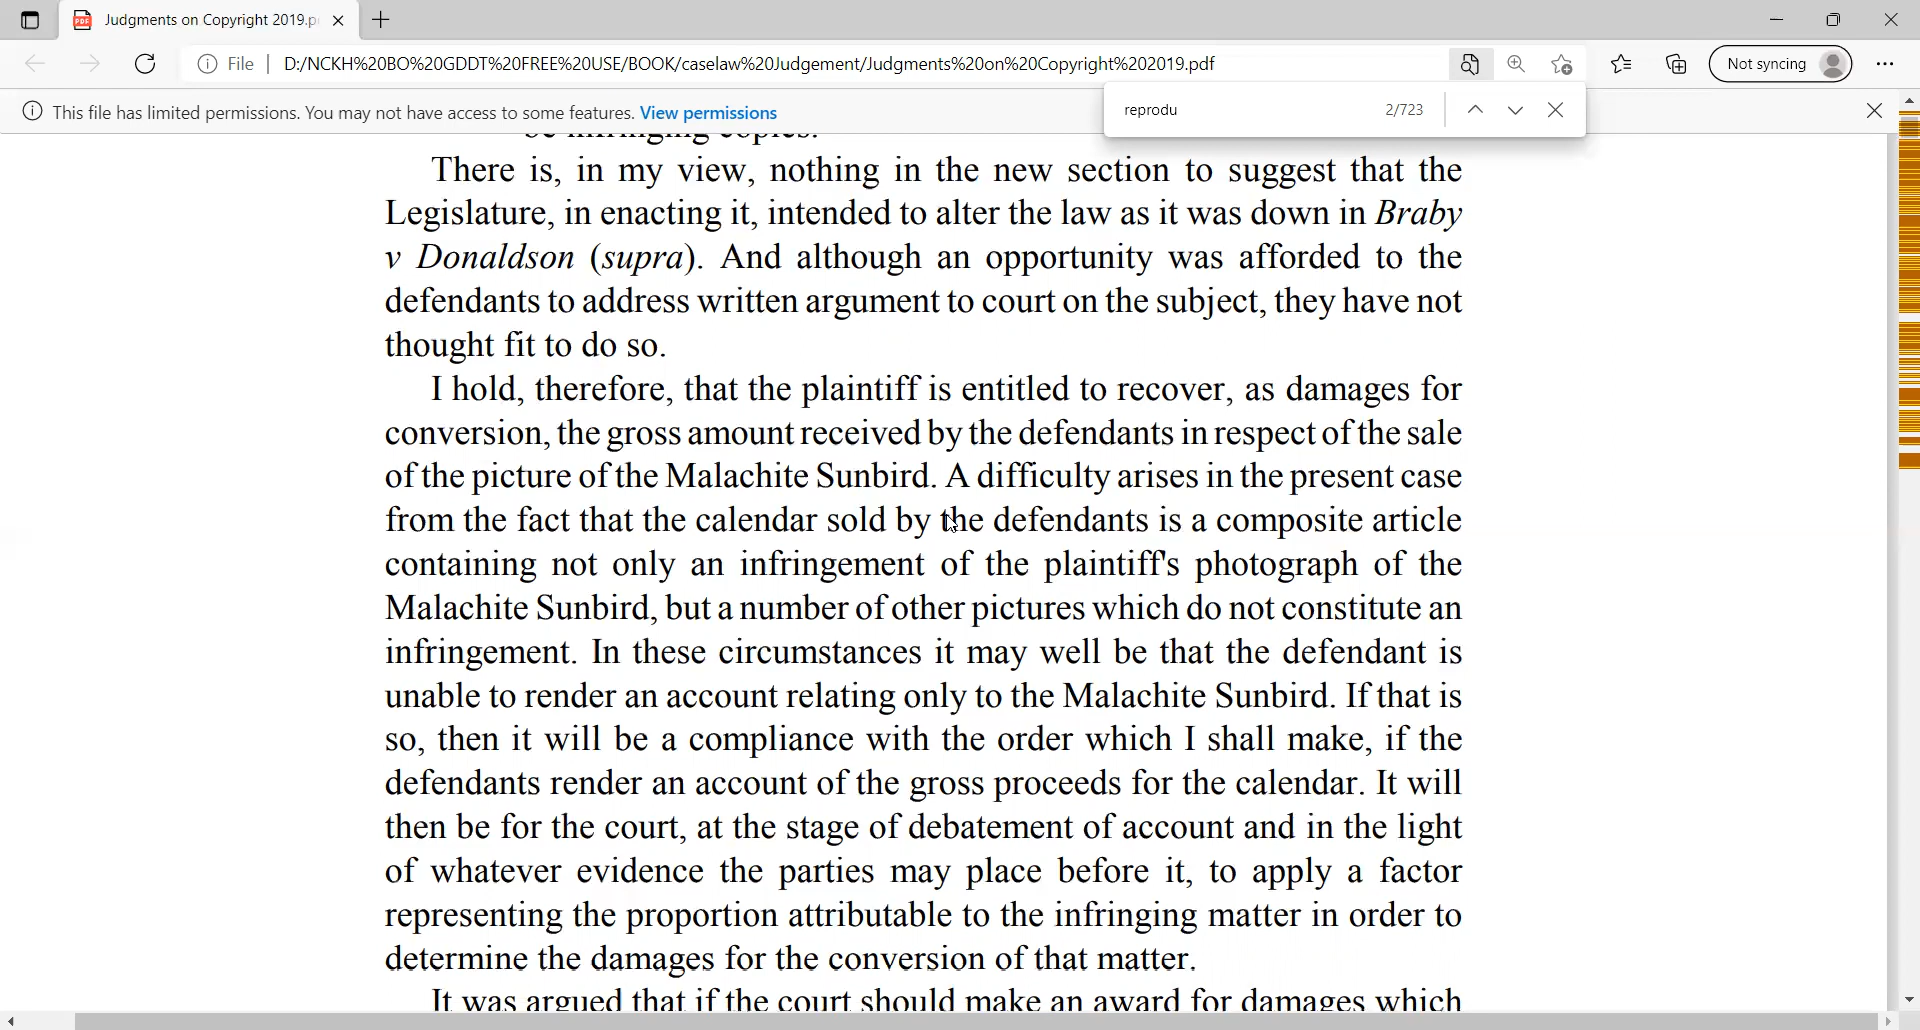 Judgments on Copyright 2019.p
File
D:/NCKH%20BO%20GDDT%20FREE%20USE/BOOK/caselaw%20Judgement/Judgments%20on%20Copyright%202019.pdf
Not syncing
This file has limited permissions. You may not have access to some features. View permissions
reprodu 2/723
be infringing copies.
There is, in my view, nothing in the new section to suggest that the
Legislature, in enacting it, intended to alter the law as it was down in Braby
v Donaldson (supra). And although an opportunity was afforded to the
defendants to address written argument to court on the subject, they have not
thought fit to do so.
I hold, therefore, that the plaintiff is entitled to recover, as damages for
conversion, the gross amount received by the defendants in respect of the sale
of the picture of the Malachite Sunbird. A difficulty arises in the present case
from the fact that the calendar sold by the defendants is a composite article
containing not only an infringement of the plaintiff's photograph of the
Malachite Sunbird, but a number of other pictures which do not constitute an
infringement. In these circumstances it may well be that the defendant is
unable to render an account relating only to the Malachite Sunbird. If that is
so, then it will be a compliance with the order which I shall make, if the
defendants render an account of the gross proceeds for the calendar. It will
then be for the court, at the stage of debatement of account and in the light
of whatever evidence the parties may place before it, to apply a factor
representing the proportion attributable to the infringing matter in order to
determine the damages for the conversion of that matter.
It was argued that if the court should make an award for damages which